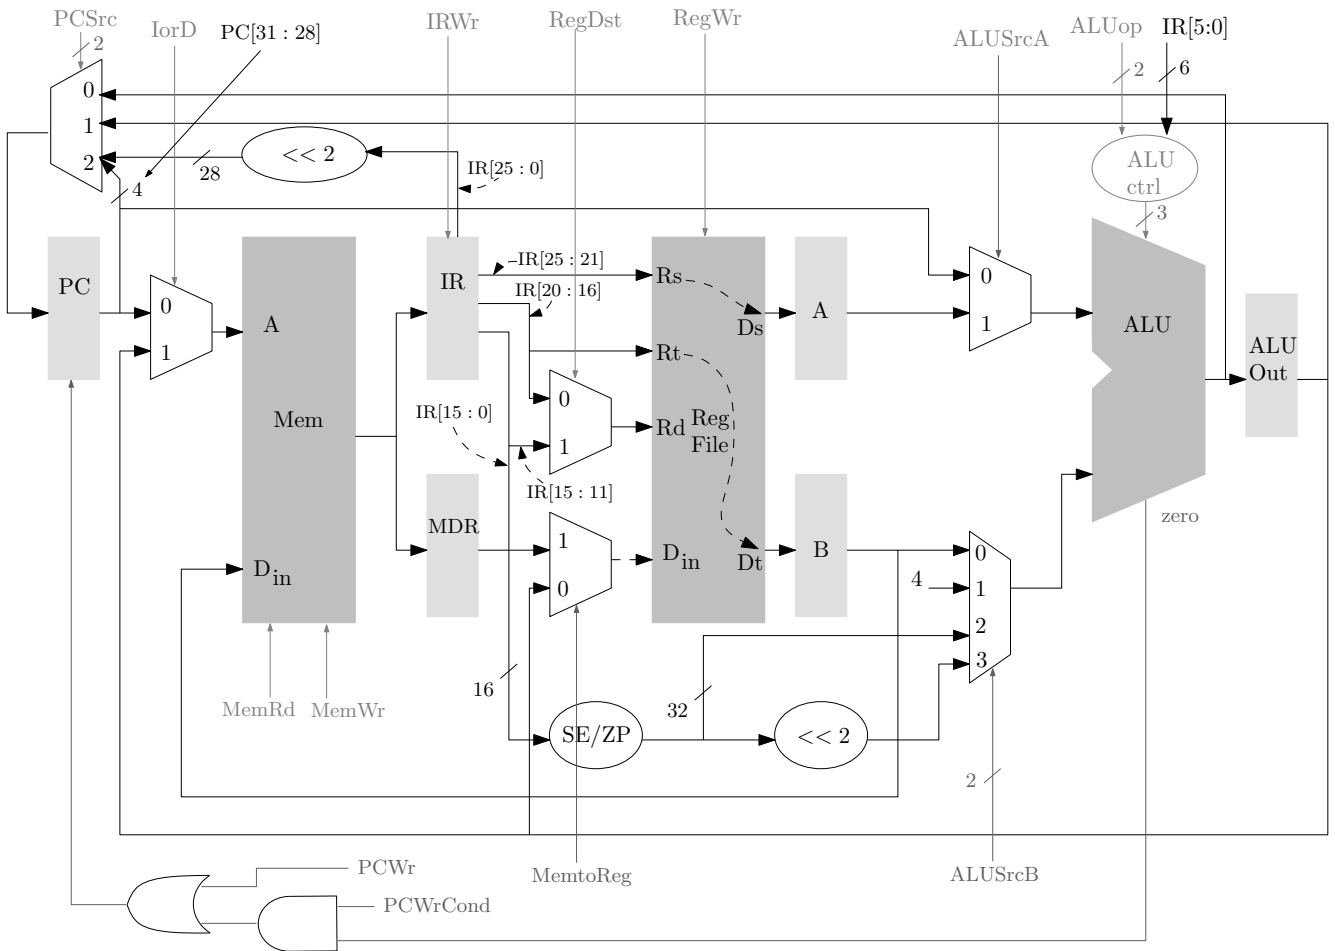 PCSrc
2
IorD
PC[31 : 28]
IRWr
RegDst
RegWr
ALUSrcA
ALUop
IR[5:0]
2
6
0
1
2
28
<< 2
IR[25 : 0]
4
ALU
ctrl
3
PC
0
1
A
Mem
D in
IR
IR[25 : 21]
IR[20 : 16]
IR[15 : 0]
0
1
IR[15 : 11]
MDR
1
0
Rs
Ds
Rt
Rd
Reg
File
D in
Dt
A
B
0
1
ALU
ALU
Out
zero
4
0
1
2
3
16
32
SE/ZP
<< 2
MemRd
MemWr
2
PCWr
MemtoReg
ALUSrcB
PCWrCond